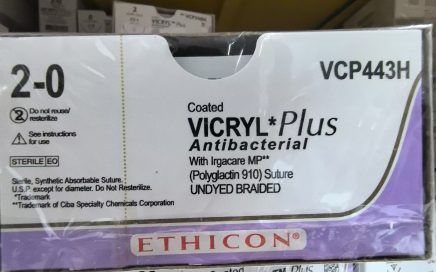 2-0
VCP443H
Do not reuse/
resterilize
See instructions
for use
STERILE EO
Coated
VICRYL* Plus
Antibacterial
With Irgacare MP**
(Polyglactin 910) Suture
UNDYED BRAIDED
Sterile, Synthetic Absorbable Suture.
U.S.P. except for diameter. Do Not Resterilize.
*Trademark
**Trademark of Ciba Specialty Chemicals Corporation
ETHICON®
Coated
Plus